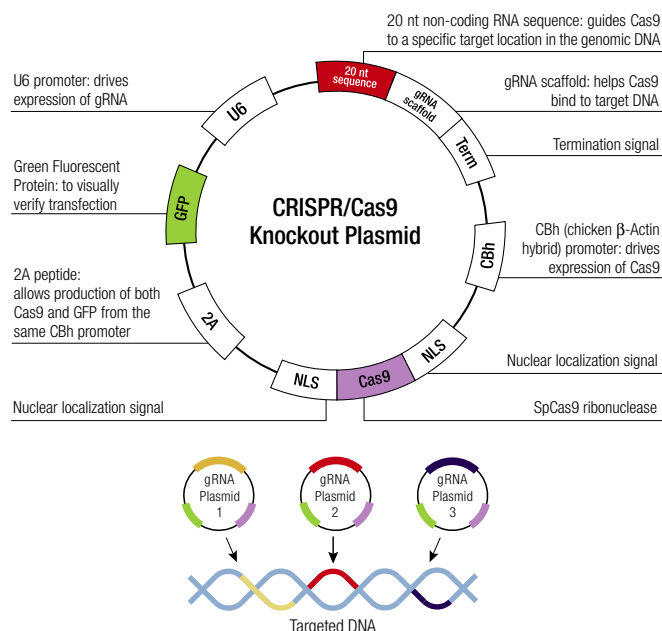 20 nt non-coding RNA sequence: guides Cas9
to a specific target location in the genomic DNA
U6 promoter: drives
expression of gRNA
gRNA scaffold: helps Cas9
bind to target DNA
Termination signal
Green Fluorescent
Protein: to visually
verify transfection
CBh (chicken β-Actin
hybrid) promoter: drives
expression of Cas9
2A peptide:
allows production of both
Cas9 and GFP from the
same CBh promoter
Nuclear localization signal
Nuclear localization signal
SpCas9 ribonuclease
CRISPR/Cas9
Knockout Plasmid
20 nt
sequence
gRNA
scaffold
Term
CBh
NLS
Cas9
NLS
2A
GFP
U6
gRNA
Plasmid
1
gRNA
Plasmid
2
gRNA
Plasmid
3
Targeted DNA